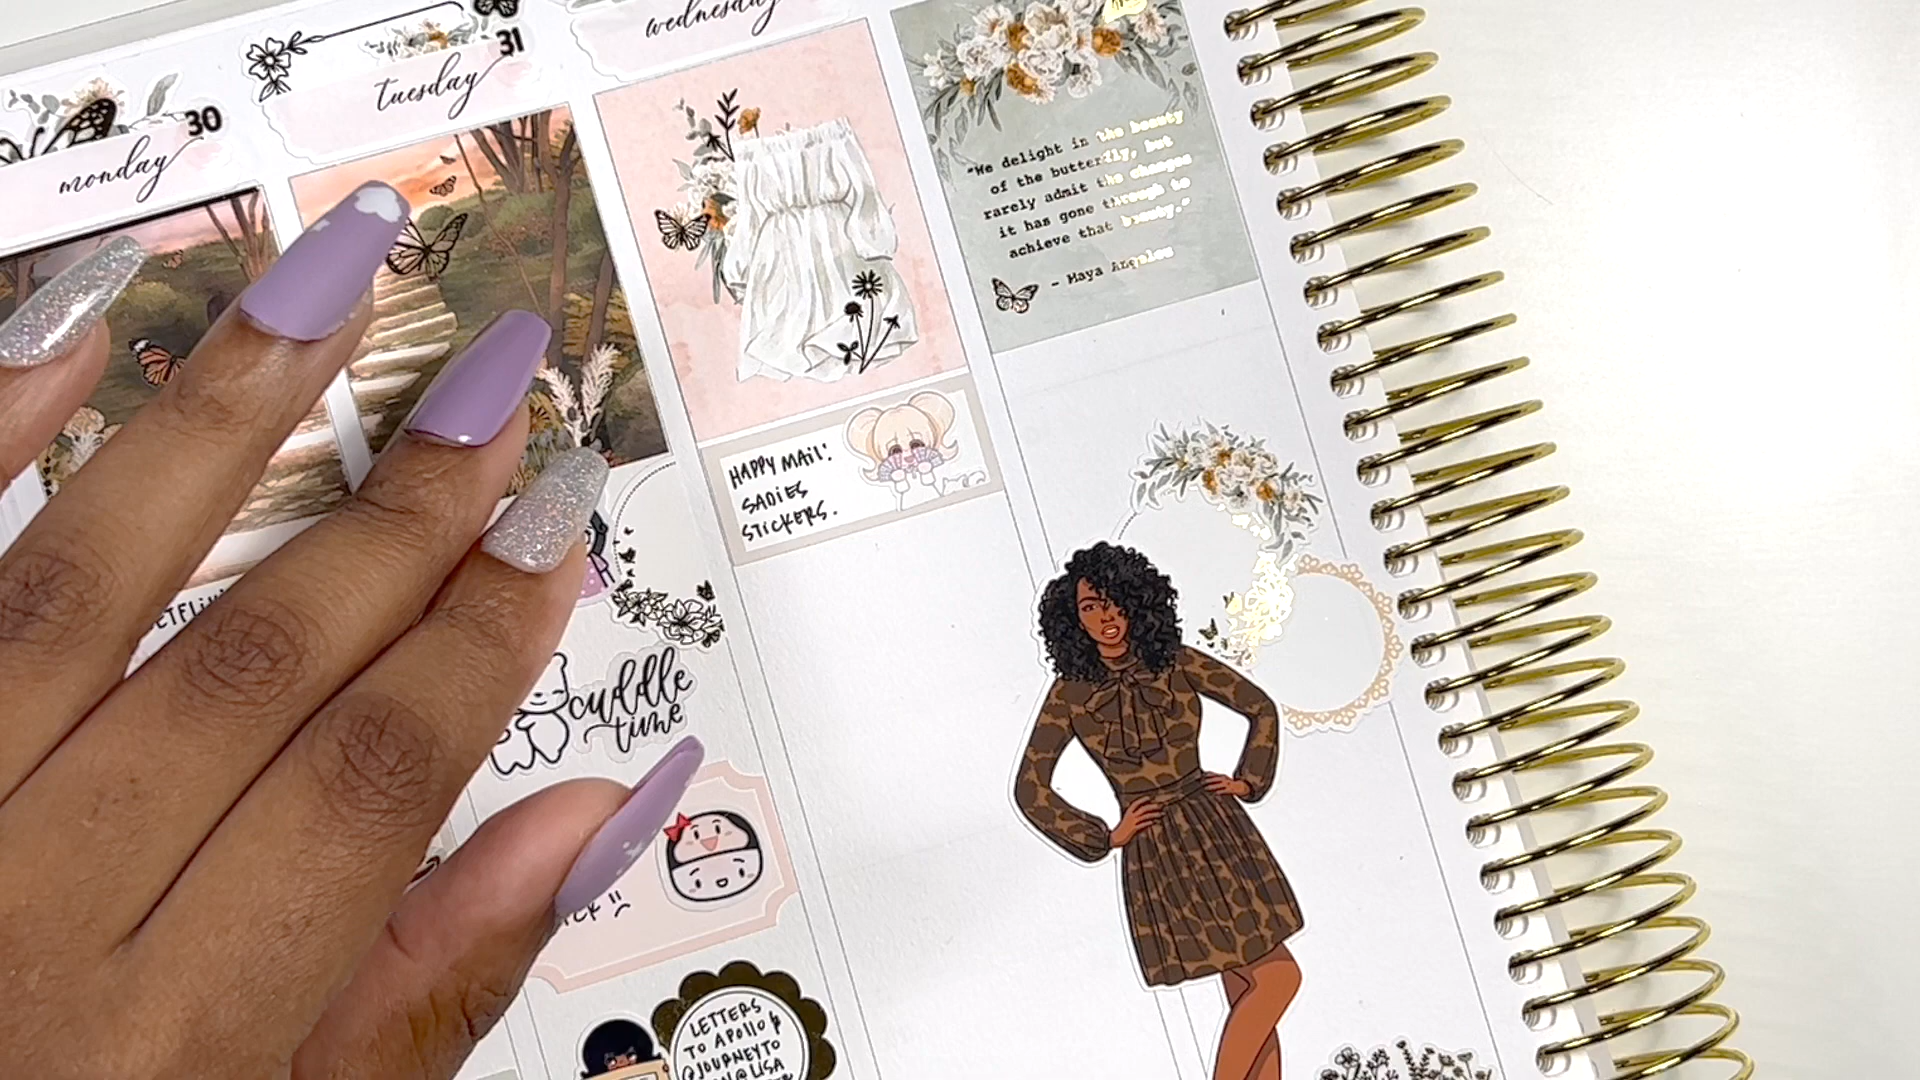 30
monday
31
tuesday
wednesday
"We delight in the beauty
of the butterfly, but
rarely admit the changes
it has gone through to
achieve that beauty."
- Maya Angelou
HAPPY MAIL:
SADIES
STICKERS.
cuddle
time
LETTERS
TO APOLLO &
@JOURNEYTO
@LISA